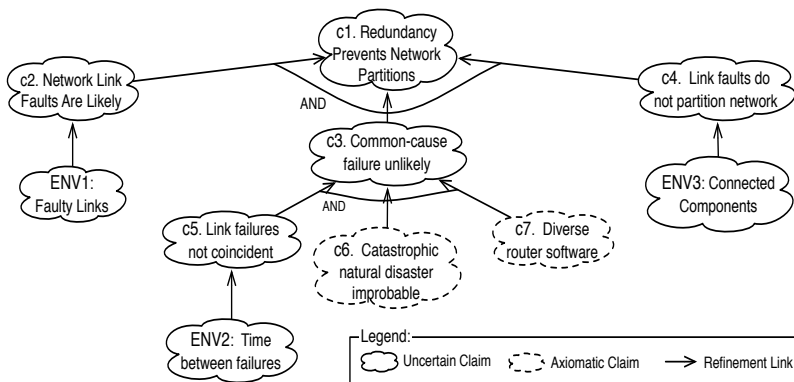 c1. Redundancy
Prevents Network
Partitions
c2. Network Link
Faults Are Likely
c4. Link faults do
not partition network
AND
c3. Common-cause
failure unlikely
ENV1:
Faulty Links
ENV3: Connected
Components
AND
c5. Link failures
not coincident
c6. Catastrophic
natural disaster
improbable
c7. Diverse
router software
ENV2: Time
between failures
Legend:
Uncertain Claim
Axiomatic Claim
Refinement Link